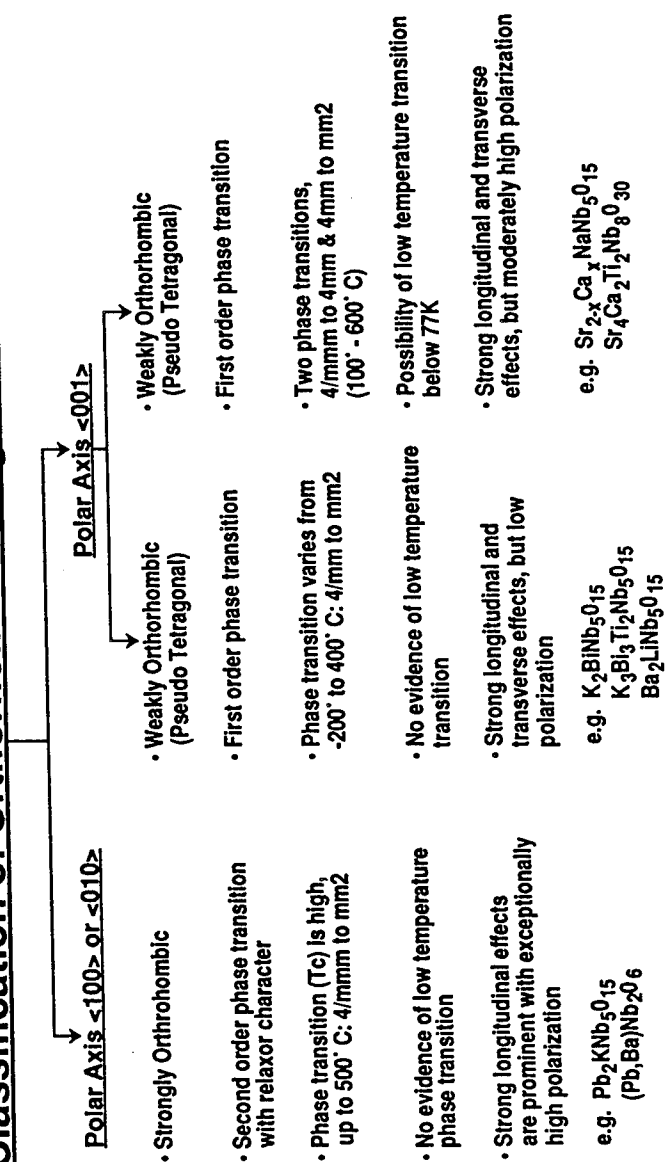 Polar Axis <100> or <010>
• Strongly Orthrohombic
• Second order phase transition
with relaxor character
• Phase transition (Tc) is high,
up to 500° C: 4/mmm to mm2
• No evidence of low temperature
phase transition
• Strong longitudinal effects
are prominent with exceptionally
high polarization
e.g. Pb₂KNb₅O₁₅
(Pb,Ba)Nb₂O₆
Polar Axis <001>
• Weakly Orthorhombic
(Pseudo Tetragonal)
• First order phase transition
• Phase transition varies from
-200° to 400° C: 4/mm to mm2
• No evidence of low temperature
transition
• Strong longitudinal and
transverse effects, but low
polarization
e.g. K₂BiNb₅O₁₅
K₃Bi₃Ti₂Nb₅O₁₅
Ba₂LiNb₅O₁₅
• Weakly Orthorhombic
(Pseudo Tetragonal)
• First order phase transition
• Two phase transitions,
4/mmm to 4mm & 4mm to mm2
(100° - 600° C)
• Possibility of low temperature transition
below 77K
• Strong longitudinal and transverse
effects, but moderately high polarization
e.g. Sr₂₋ₓCaₓNaNb₅O₁₅
Sr₄Ca₂Ti₂Nb₈O₃₀